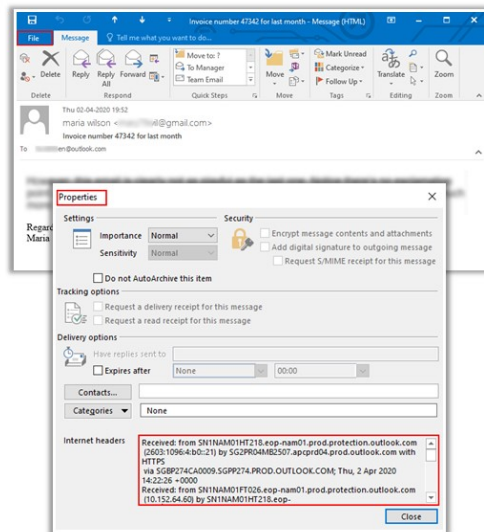 Invoice number 47342 for last month - Message (HTML)
File Message Tell me what you want to do...
Delete Reply Reply All Forward Move to: ? To Manager Team Email Move Mark Unread Categorize Follow Up Translate Zoom
Delete Respond Quick Steps Move Tags Editing Zoom
Thu 02-04-2020 19:52
maria wilson < @gmail.com>
Invoice number 47342 for last month
To en@outlook.com
Regard
Maria
Properties
Settings Security
Importance Normal
Encrypt message contents and attachments
Sensitivity Normal
Add digital signature to outgoing message
Request S/MIME receipt for this message
Do not AutoArchive this item
Tracking options
Request a delivery receipt for this message
Request a read receipt for this message
Delivery options
Have replies sent to
Expires after None 00:00
Contacts...
Categories None
Internet headers
Received: from SN1NAM01HT218.eop-nam01.prod.protection.outlook.com
(2603:1096:4:b0::21) by SG2PR04MB2507.apcprd04.prod.outlook.com with
HTTPS
via SGBP274CA0009.SGPP274.PROD.OUTLOOK.COM; Thu, 2 Apr 2020
14:22:26 +0000
Received: from SN1NAM01FT026.eop-nam01.prod.protection.outlook.com
(10.152.64.60) by SN1NAM01HT218.eop-
Close